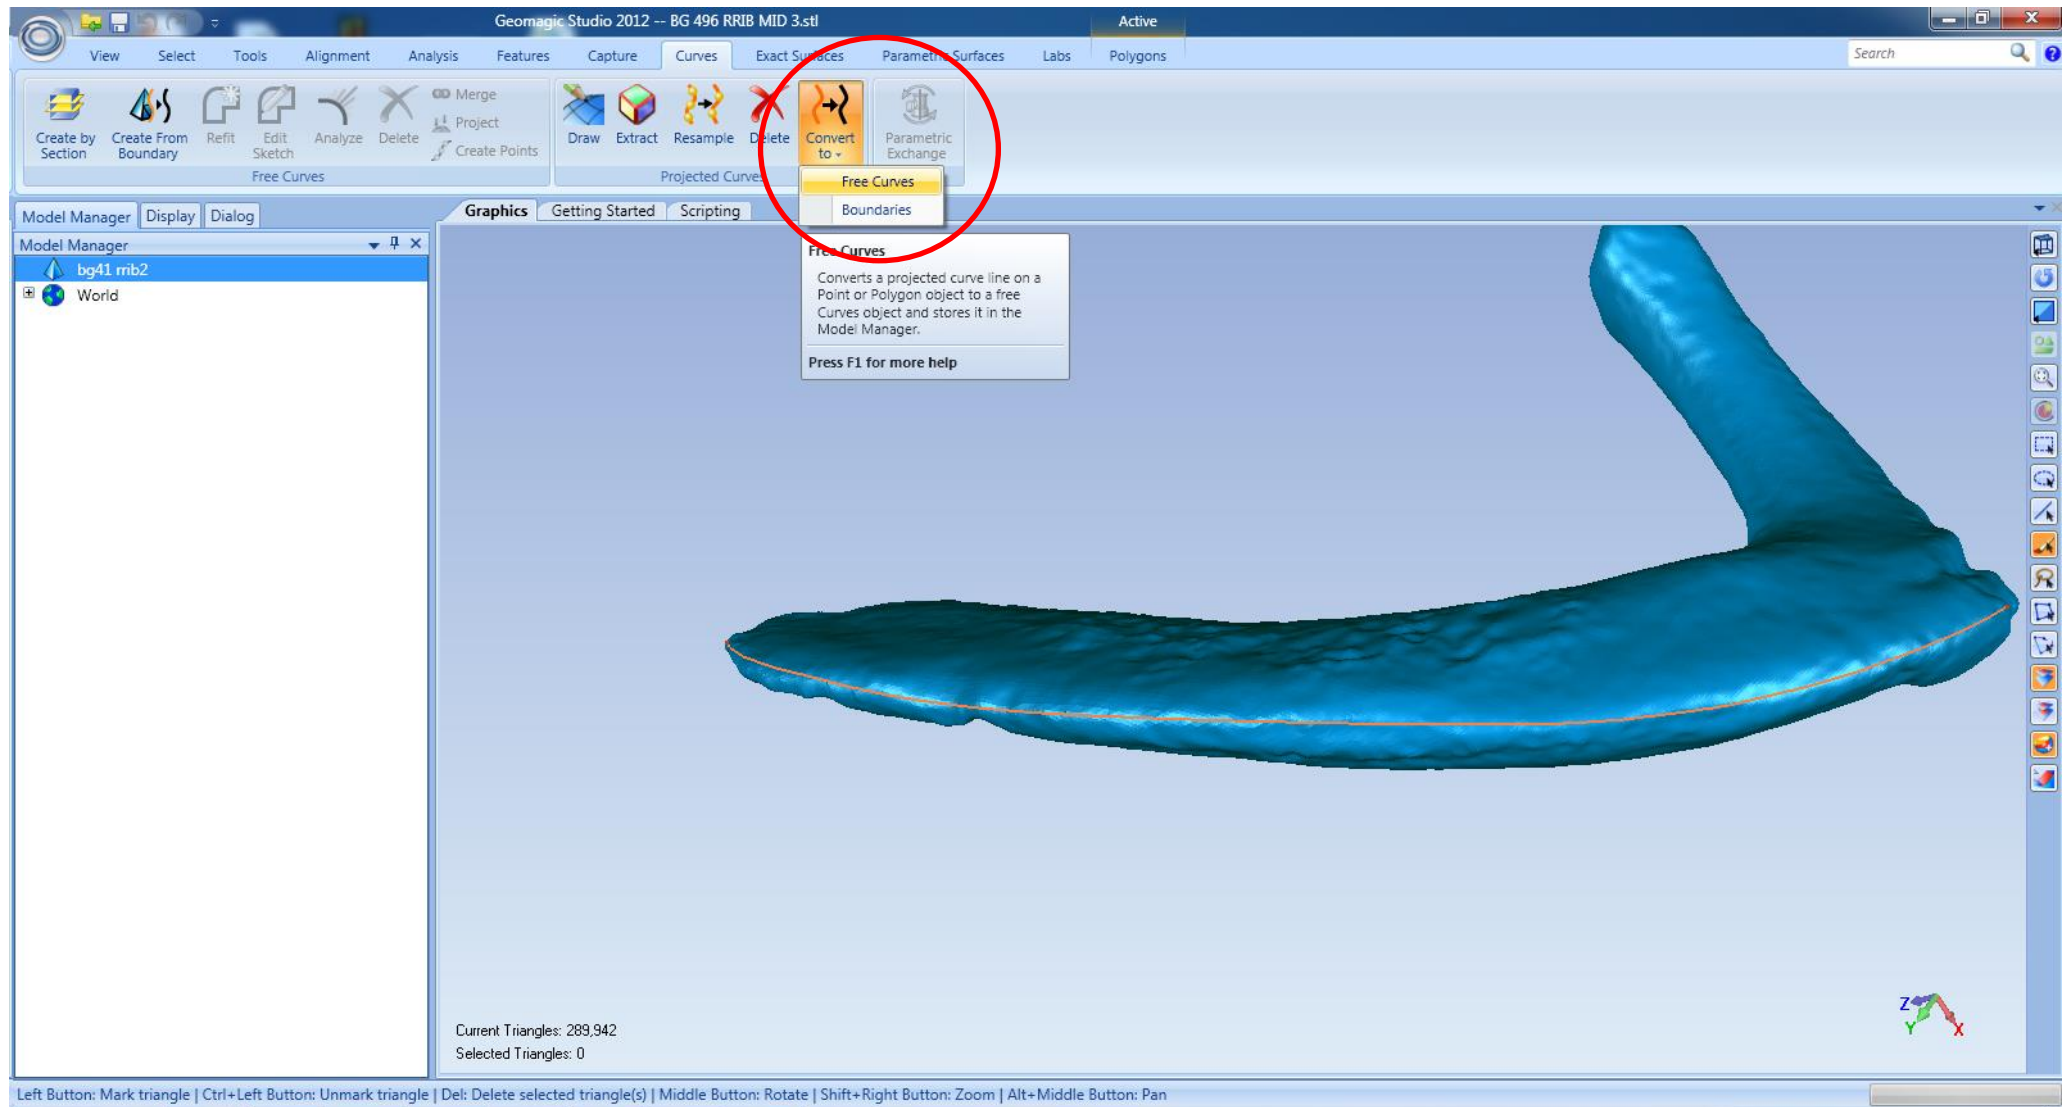 Geomagic Studio 2012 -- BG 496 RRIB MID 3.stl
Active
View Select Tools Alignment Analysis Features Capture Curves Exact Surfaces Parametric Surfaces Labs Polygons
Search
Create by Section
Create From Boundary
Refit
Edit Sketch
Analyze
Delete
Merge
Project
Create Points
Free Curves
Draw
Extract
Resample
Delete
Convert to
Projected Curves
Parametric Exchange
Free Curves
Boundaries
Model Manager Display Dialog
Graphics Getting Started Scripting
Model Manager
bg41 rrib2
World
Free Curves
Converts a projected curve line on a
Point or Polygon object to a free
Curves object and stores it in the
Model Manager.
Press F1 for more help
Z
Y
X
Current Triangles: 289,942
Selected Triangles: 0
Left Button: Mark triangle | Ctrl+Left Button: Unmark triangle | Del: Delete selected triangle(s) | Middle Button: Rotate | Shift+Right Button: Zoom | Alt+Middle Button: Pan